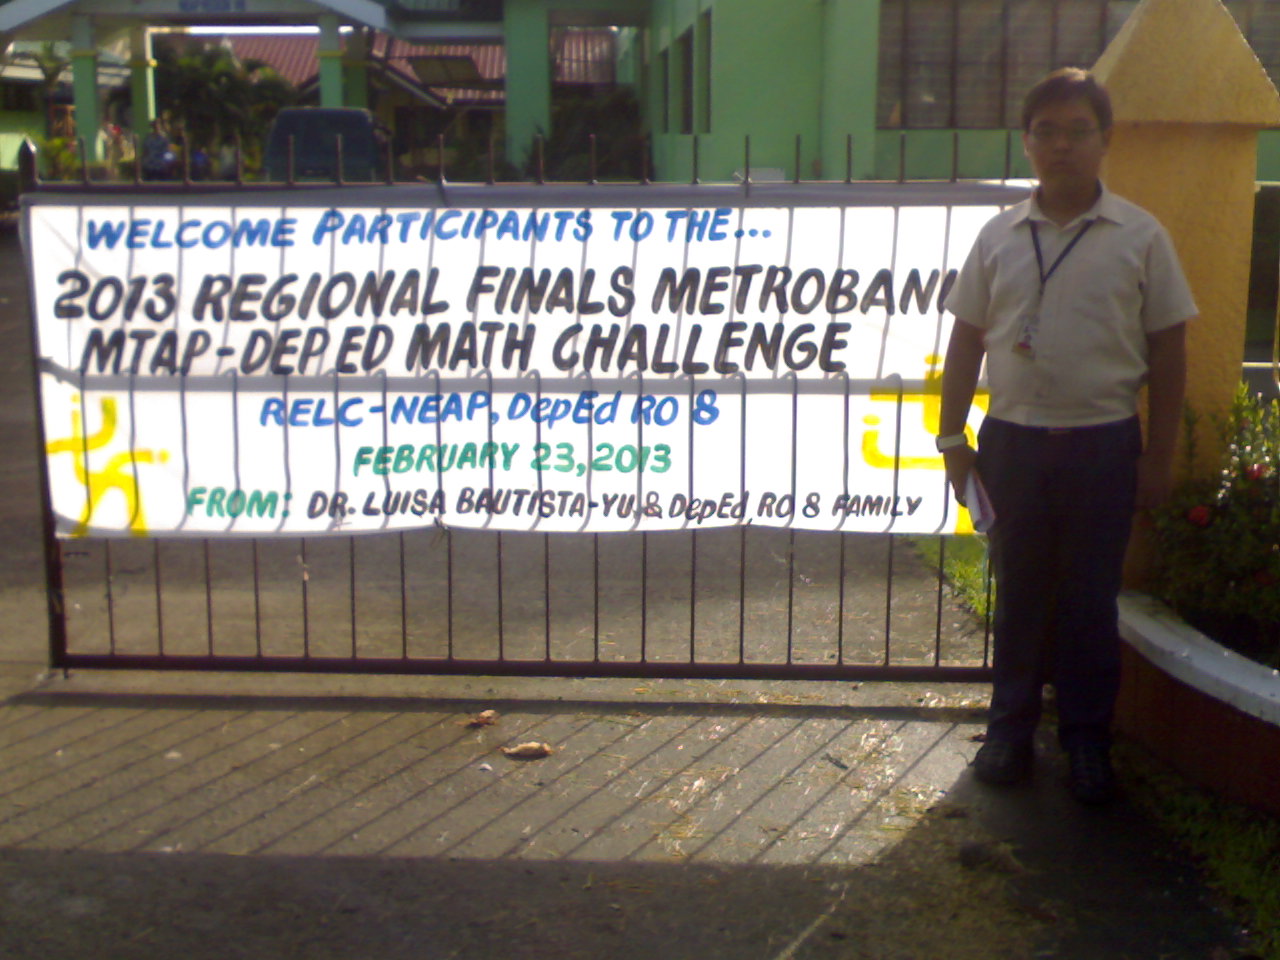 WELCOME PARTICIPANTS TO THE...
2013 REGIONAL FINALS METROBANK
MTAP-DEP ED MATH CHALLENGE
RELC-NEAP, DepEd RO 8
FEBRUARY 23, 2013
FROM: DR. LUISA BAUTISTA-YU & DepEd RO 8 FAMILY